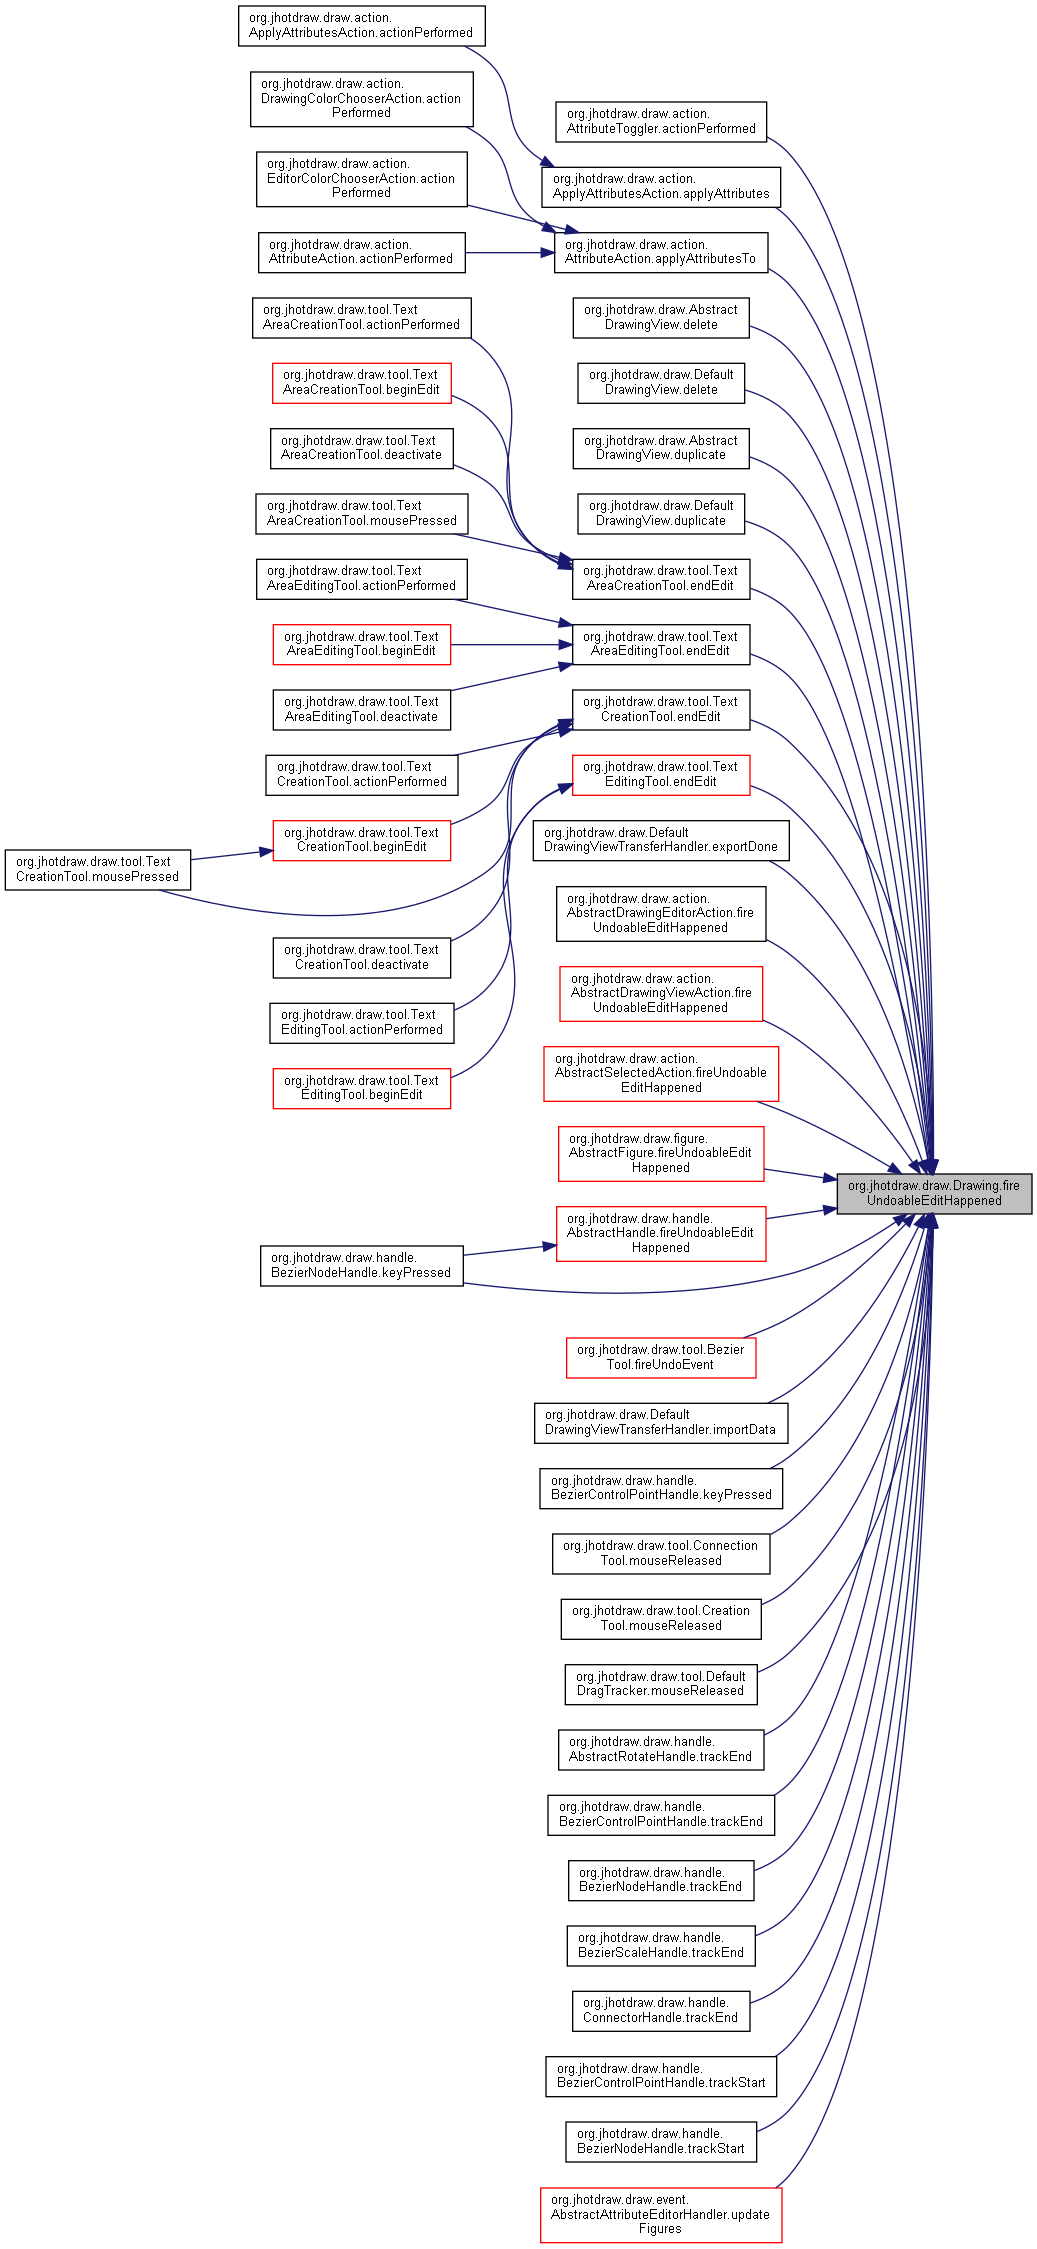 org.jhotdraw.draw.action.
ApplyAttributesAction.actionPerformed
org.jhotdraw.draw.action.
DrawingColorChooserAction.action
Performed
org.jhotdraw.draw.action.
EditorColorChooserAction.action
Performed
org.jhotdraw.draw.action.
AttributeAction.actionPerformed
org.jhotdraw.draw.tool.Text
AreaCreationTool.actionPerformed
org.jhotdraw.draw.tool.Text
AreaCreationTool.beginEdit
org.jhotdraw.draw.tool.Text
AreaCreationTool.deactivate
org.jhotdraw.draw.tool.Text
AreaCreationTool.mousePressed
org.jhotdraw.draw.tool.Text
AreaEditingTool.actionPerformed
org.jhotdraw.draw.tool.Text
AreaEditingTool.beginEdit
org.jhotdraw.draw.tool.Text
AreaEditingTool.deactivate
org.jhotdraw.draw.tool.Text
CreationTool.actionPerformed
org.jhotdraw.draw.tool.Text
CreationTool.beginEdit
org.jhotdraw.draw.tool.Text
CreationTool.mousePressed
org.jhotdraw.draw.tool.Text
CreationTool.deactivate
org.jhotdraw.draw.tool.Text
EditingTool.actionPerformed
org.jhotdraw.draw.tool.Text
EditingTool.beginEdit
org.jhotdraw.draw.handle.
BezierNodeHandle.keyPressed
org.jhotdraw.draw.action.
AttributeToggler.actionPerformed
org.jhotdraw.draw.action.
ApplyAttributesAction.applyAttributes
org.jhotdraw.draw.action.
AttributeAction.applyAttributesTo
org.jhotdraw.draw.Abstract
DrawingView.delete
org.jhotdraw.draw.Default
DrawingView.delete
org.jhotdraw.draw.Abstract
DrawingView.duplicate
org.jhotdraw.draw.Default
DrawingView.duplicate
org.jhotdraw.draw.tool.Text
AreaCreationTool.endEdit
org.jhotdraw.draw.tool.Text
AreaEditingTool.endEdit
org.jhotdraw.draw.tool.Text
CreationTool.endEdit
org.jhotdraw.draw.tool.Text
EditingTool.endEdit
org.jhotdraw.draw.Default
DrawingViewTransferHandler.exportDone
org.jhotdraw.draw.action.
AbstractDrawingEditorAction.fire
UndoableEditHappened
org.jhotdraw.draw.action.
AbstractDrawingViewAction.fire
UndoableEditHappened
org.jhotdraw.draw.action.
AbstractSelectedAction.fireUndoable
EditHappened
org.jhotdraw.draw.figure.
AbstractFigure.fireUndoableEdit
Happened
org.jhotdraw.draw.handle.
AbstractHandle.fireUndoableEdit
Happened
org.jhotdraw.draw.tool.Bezier
Tool.fireUndoEvent
org.jhotdraw.draw.Default
DrawingViewTransferHandler.importData
org.jhotdraw.draw.handle.
BezierControlPointHandle.keyPressed
org.jhotdraw.draw.tool.Connection
Tool.mouseReleased
org.jhotdraw.draw.tool.Creation
Tool.mouseReleased
org.jhotdraw.draw.tool.Default
DragTracker.mouseReleased
org.jhotdraw.draw.handle.
AbstractRotateHandle.trackEnd
org.jhotdraw.draw.handle.
BezierControlPointHandle.trackEnd
org.jhotdraw.draw.handle.
BezierNodeHandle.trackEnd
org.jhotdraw.draw.handle.
BezierScaleHandle.trackEnd
org.jhotdraw.draw.handle.
ConnectorHandle.trackEnd
org.jhotdraw.draw.handle.
BezierControlPointHandle.trackStart
org.jhotdraw.draw.handle.
BezierNodeHandle.trackStart
org.jhotdraw.draw.event.
AbstractAttributeEditorHandler.update
Figures
org.jhotdraw.draw.Drawing.fire
UndoableEditHappened